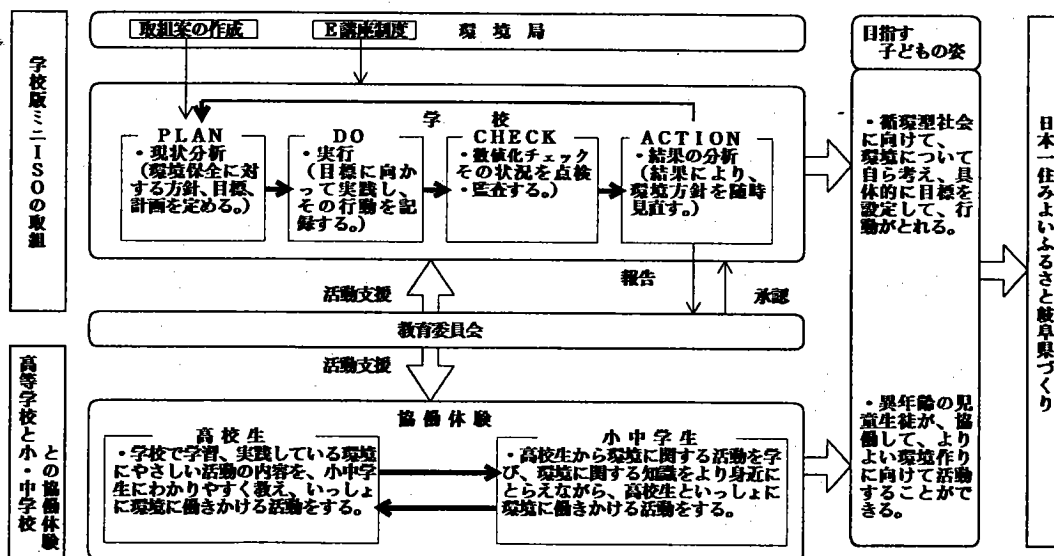 学校版ミニISOの取組
取組案の作成
E講座制度
環境局
学校
PLAN
・現状分析
(環境保全に対
する方針、目標、
計画を定める。)
DO
・実行
(目標に向か
って実践し、
その行動を記
録する。)
CHECK
・数値化チェック
その状況を点検
・監査する。
ACTION
・結果の分析
(結果により、
環境方針を随時
見直す。)
活動支援
報告
承認
教育委員会
活動支援
高等学校と小・中学校
との協働体験
協働体験
高校生
・学校で学習、実践している環境
にやさしい活動の内容を、小中学
生にわかりやすく教え、いっしょ
に環境に働きかける活動をする。
小中学生
・高校生から環境に関する活動を学
び、環境に関する知識をより身近に
とらえながら、高校生といっしょに
環境に働きかける活動をする。
目指す
子どもの姿
・循環型社会
に向けて、
環境について
自ら考え、具
体的に目標を
設定して、行
動がとれる。
・異年齢の児
童生徒が、協
働して、より
よい環境作り
に向けて活動
することがで
きる。
日本一住みよいふるさと岐阜県づくり